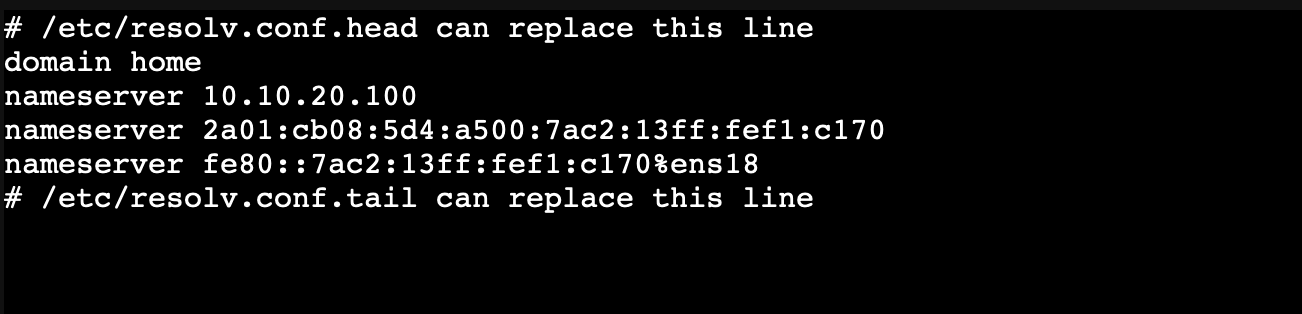 # /etc/resolv.conf.head can replace this line
domain home
nameserver 10.10.20.100
nameserver 2a01:cb08:5d4:a500:7ac2:13ff:fef1:c170
nameserver fe80::7ac2:13ff:fef1:c170%ens18
# /etc/resolv.conf.tail can replace this line